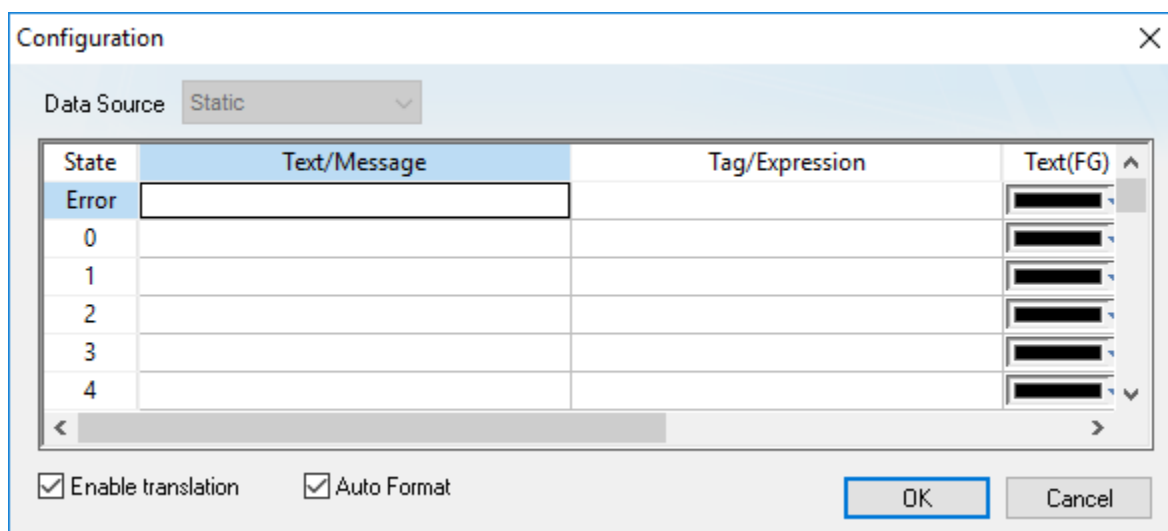 Configuration
Data Source Static
State Text/Message Tag/Expression Text(FG)
Error
0
1
2
3
4
Enable translation Auto Format OK Cancel